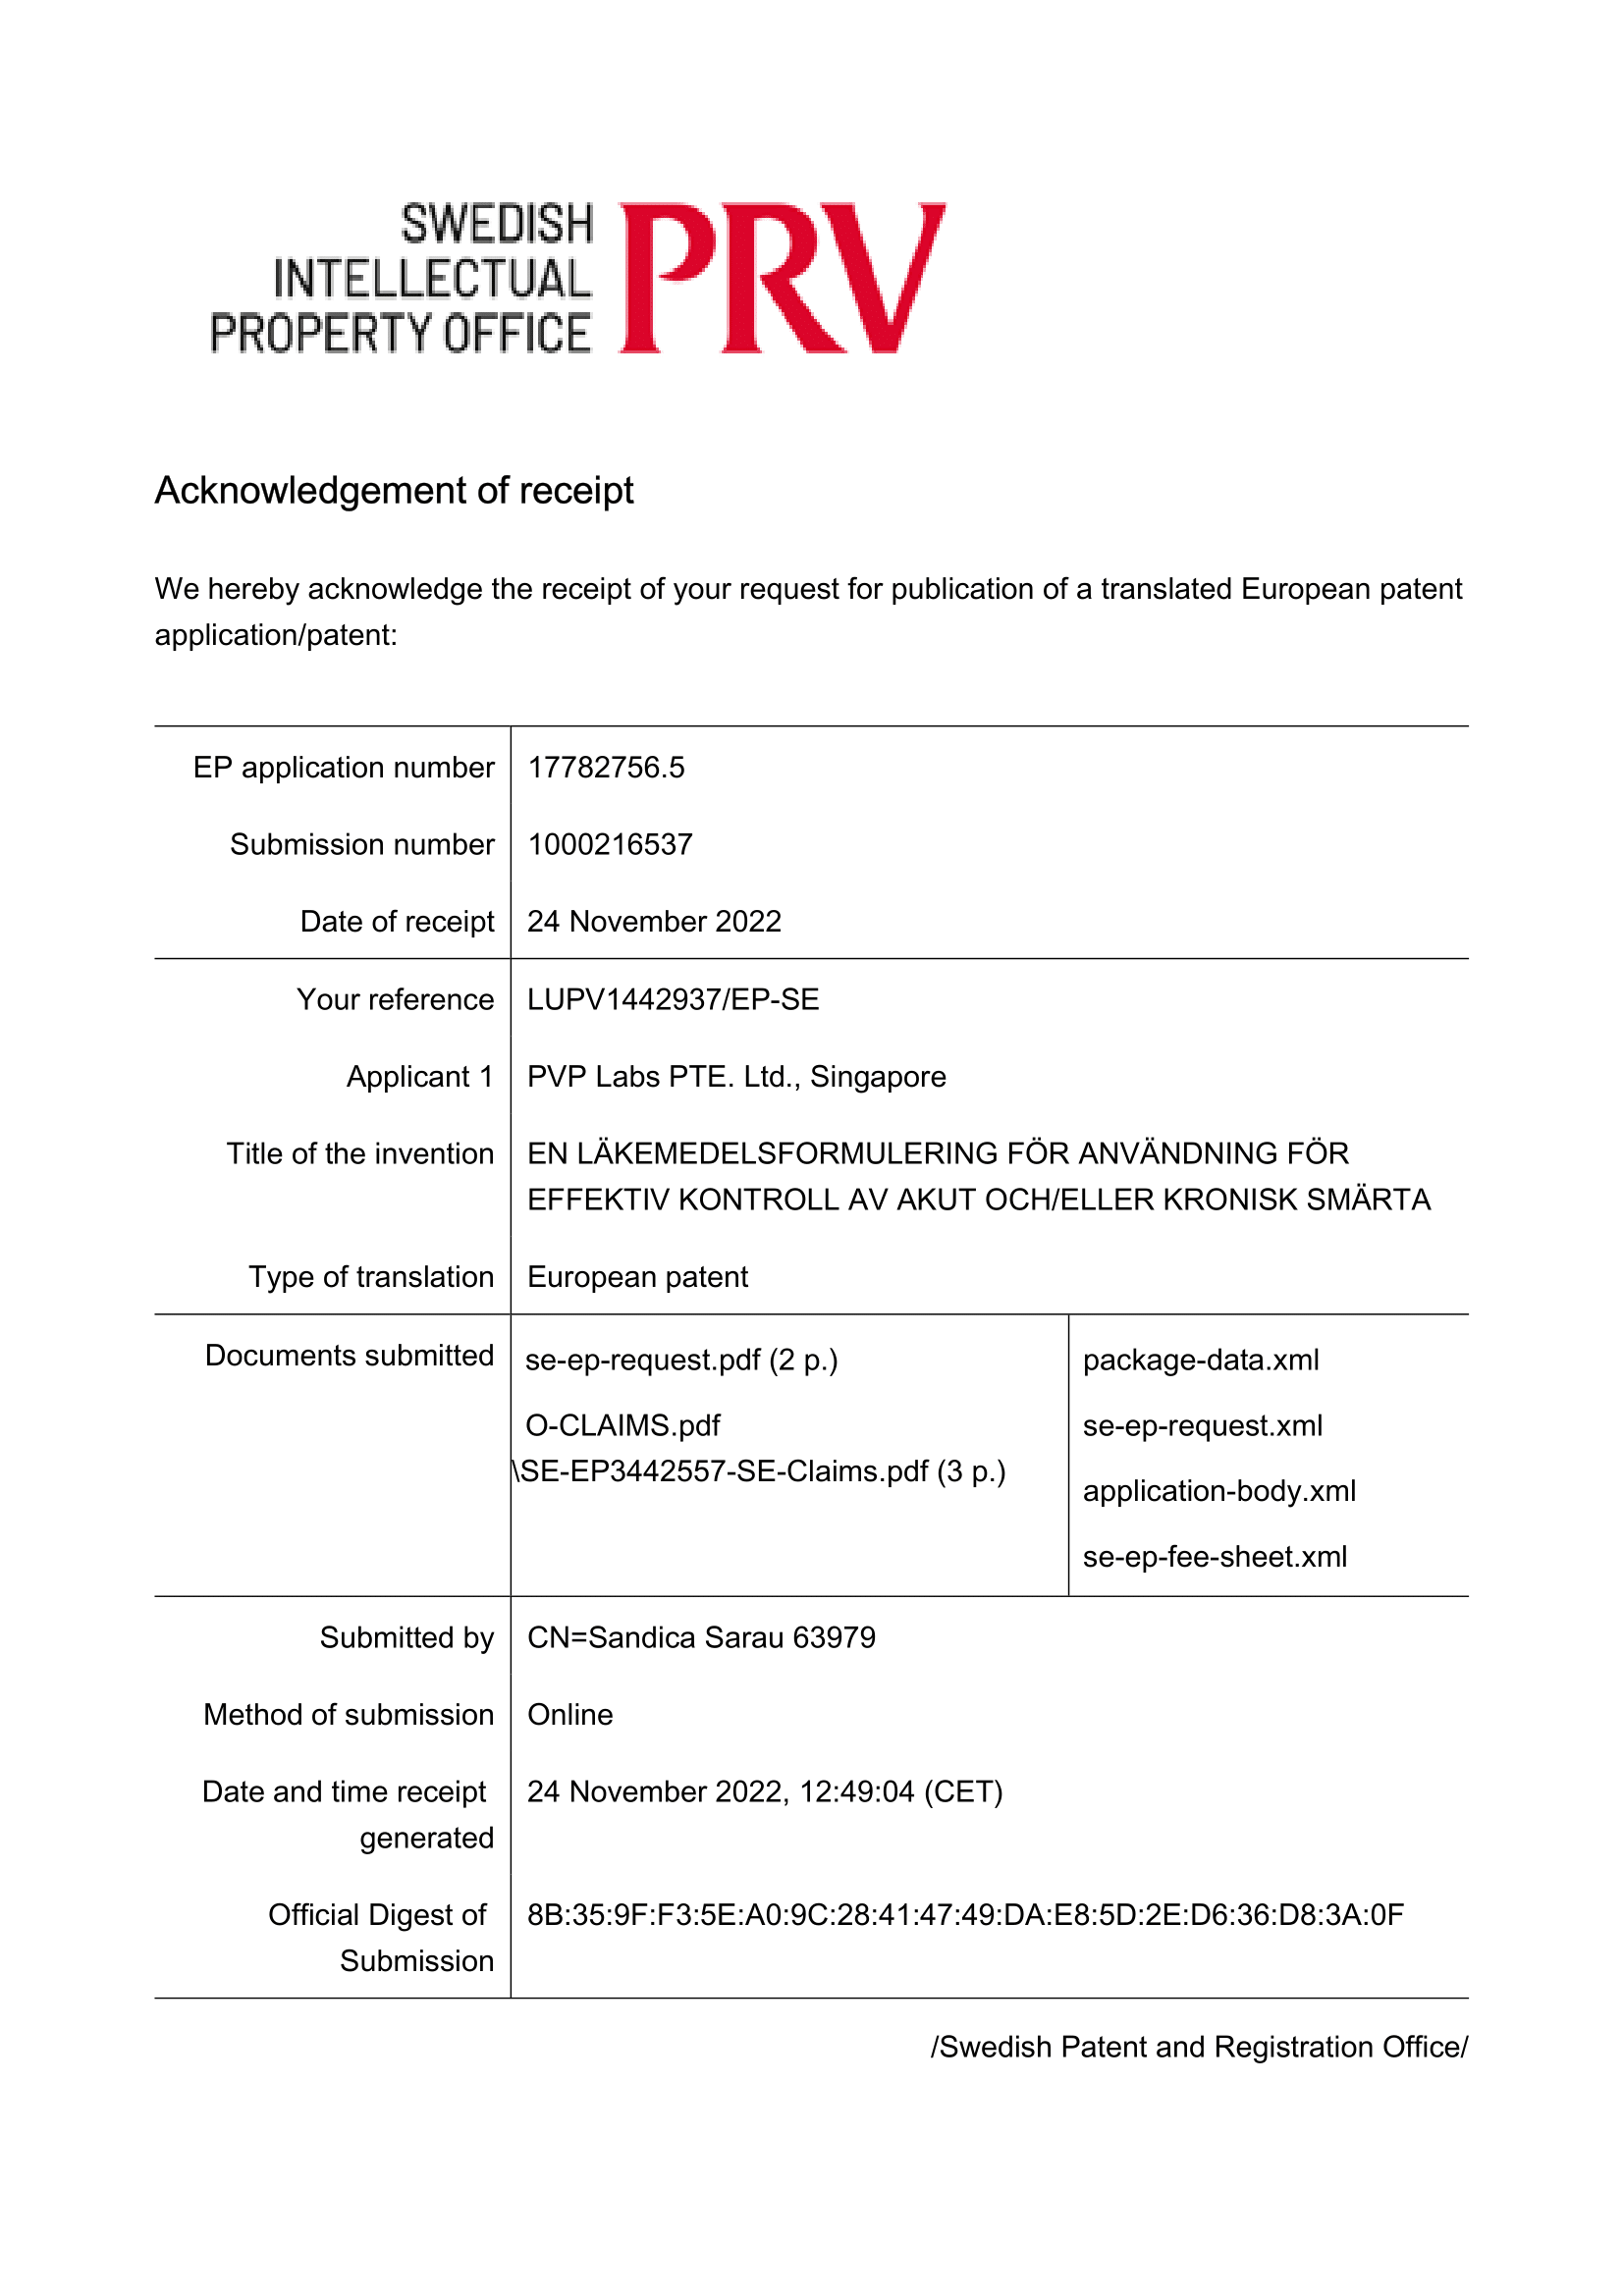 SWEDISH
INTELLECTUAL
PROPERTY OFFICE
PRV
Acknowledgement of receipt
We hereby acknowledge the receipt of your request for publication of a translated European patent
application/patent:
EP application number 17782756.5
Submission number 1000216537
Date of receipt 24 November 2022
Your reference LUPV1442937/EP-SE
Applicant 1 PVP Labs PTE. Ltd., Singapore
Title of the invention EN LÄKEMEDELSFORMULERING FÖR ANVÄNDNING FÖR
EFFEKTIV KONTROLL AV AKUT OCH/ELLER KRONISK SMÄRTA
Type of translation European patent
Documents submitted se-ep-request.pdf (2 p.) package-data.xml
O-CLAIMS.pdf se-ep-request.xml
\SE-EP3442557-SE-Claims.pdf (3 p.)
application-body.xml
se-ep-fee-sheet.xml
Submitted by CN=Sandica Sarau 63979
Method of submission Online
Date and time receipt 24 November 2022, 12:49:04 (CET)
generated
Official Digest of 8B:35:9F:F3:5E:A0:9C:28:41:47:49:DA:E8:5D:2E:D6:36:D8:3A:0F
Submission
/Swedish Patent and Registration Office/